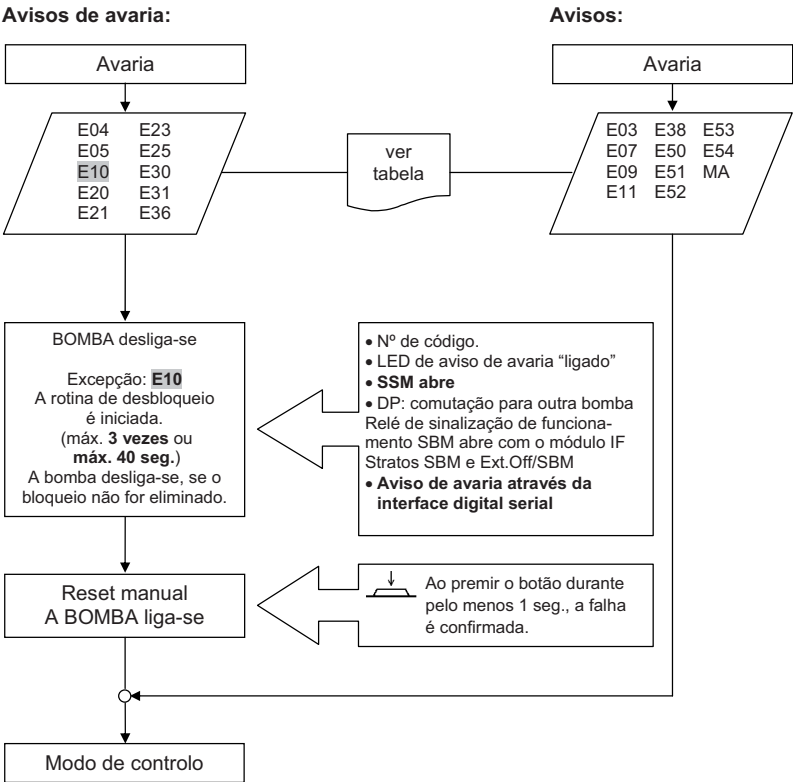 Avisos de avaria:
Avisos:
Avaria
Avaria
E04 E23
E05 E25
E10 E30
E20 E31
E21 E36
ver
tabela
E03 E38 E53
E07 E50 E54
E09 E51 MA
E11 E52
BOMBA desliga-se
Excepção: E10
A rotina de desbloqueio
é iniciada.
(máx. 3 vezes ou
máx. 40 seg.)
A bomba desliga-se, se o
bloqueio não for eliminado.
• Nº de código.
• LED de aviso de avaria “ligado”
• SSM abre
• DP: comutação para outra bomba
Relé de sinalização de funciona-
mento SBM abre com o módulo IF
Stratos SBM e Ext.Off/SBM
• Aviso de avaria através da
interface digital serial
Reset manual
A BOMBA liga-se
Ao premir o botão durante
pelo menos 1 seg., a falha
é confirmada.
Modo de controlo